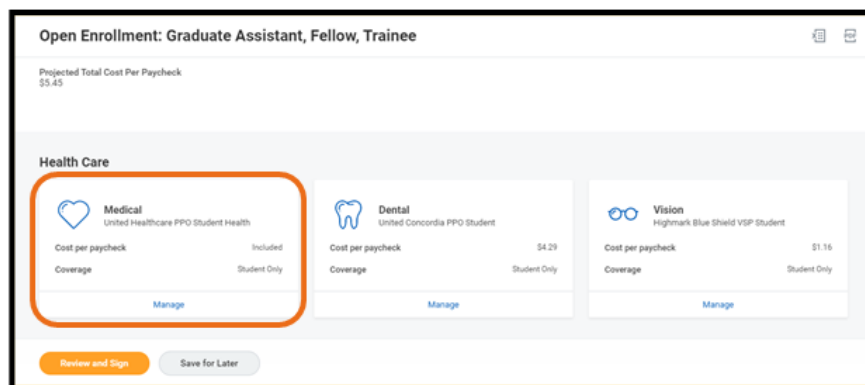 Open Enrollment: Graduate Assistant, Fellow, Trainee
Projected Total Cost Per Paycheck
$5.45
Health Care
Medical
United Healthcare PPO Student Health
Cost per paycheck Included
Coverage Student Only
Manage
Dental
United Concordia PPO Student
Cost per paycheck $4.29
Coverage Student Only
Manage
Vision
Highmark Blue Shield VSP Student
Cost per paycheck $1.16
Coverage Student Only
Manage
Review and Sign
Save for Later